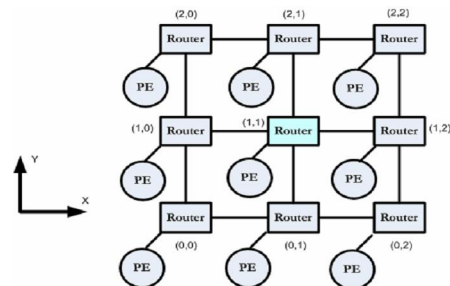 (2,0) (2,1) (2,2)
Router Router Router
PE PE PE
(1,0) Router (1,1) Router Router (1,2)
Y
PE PE PE
X
Router Router Router
(0,0) (0,1) (0,2)
PE PE PE